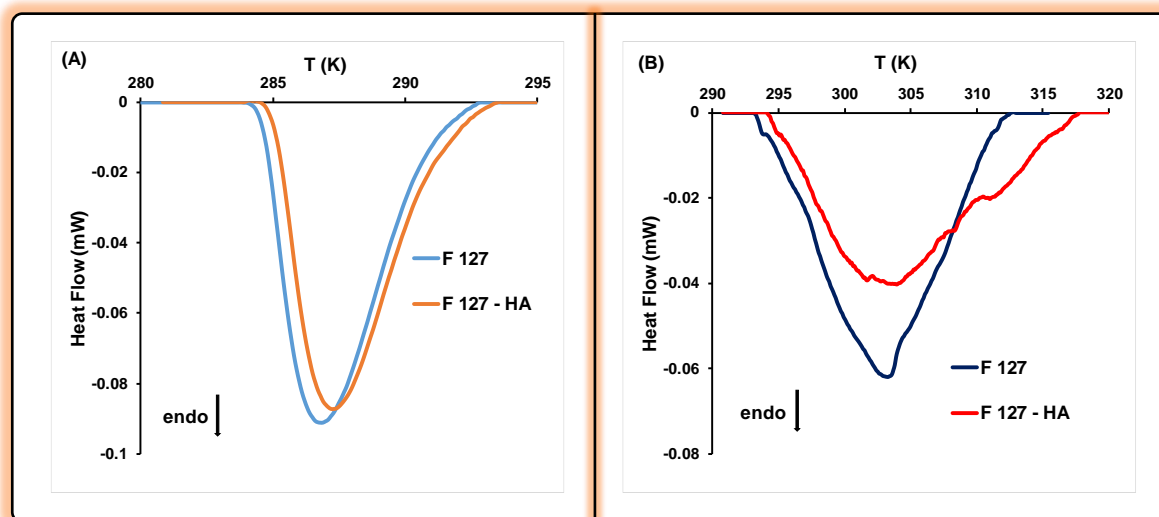 (A)
T (K)
280 285 290 295
0
-0.02
-0.04
-0.06
-0.08
-0.1
Heat Flow (mW)
F 127
F 127 - HA
endo
(B)
T (K)
290 295 300 305 310 315 320
0
-0.02
-0.04
-0.06
-0.08
Heat Flow (mW)
F 127
F 127 - HA
endo